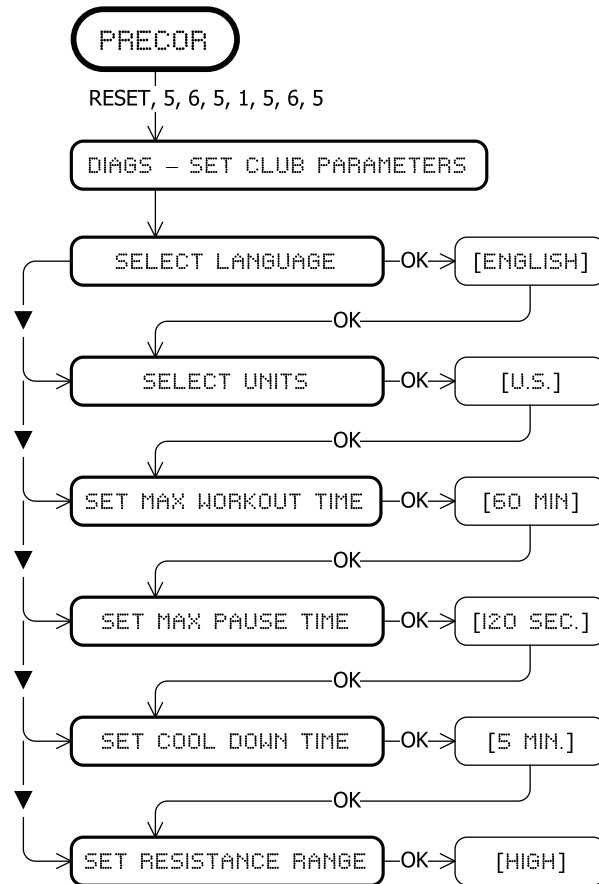 PRECOR
RESET, 5, 6, 5, 1, 5, 6, 5
DIAGS – SET CLUB PARAMETERS
SELECT LANGUAGE
OK
[ENGLISH]
OK
SELECT UNITS
OK
[U.S.]
OK
SET MAX WORKOUT TIME
OK
[60 MIN]
OK
SET MAX PAUSE TIME
OK
[120 SEC.]
OK
SET COOL DOWN TIME
OK
[5 MIN.]
OK
SET RESISTANCE RANGE
OK
[HIGH]